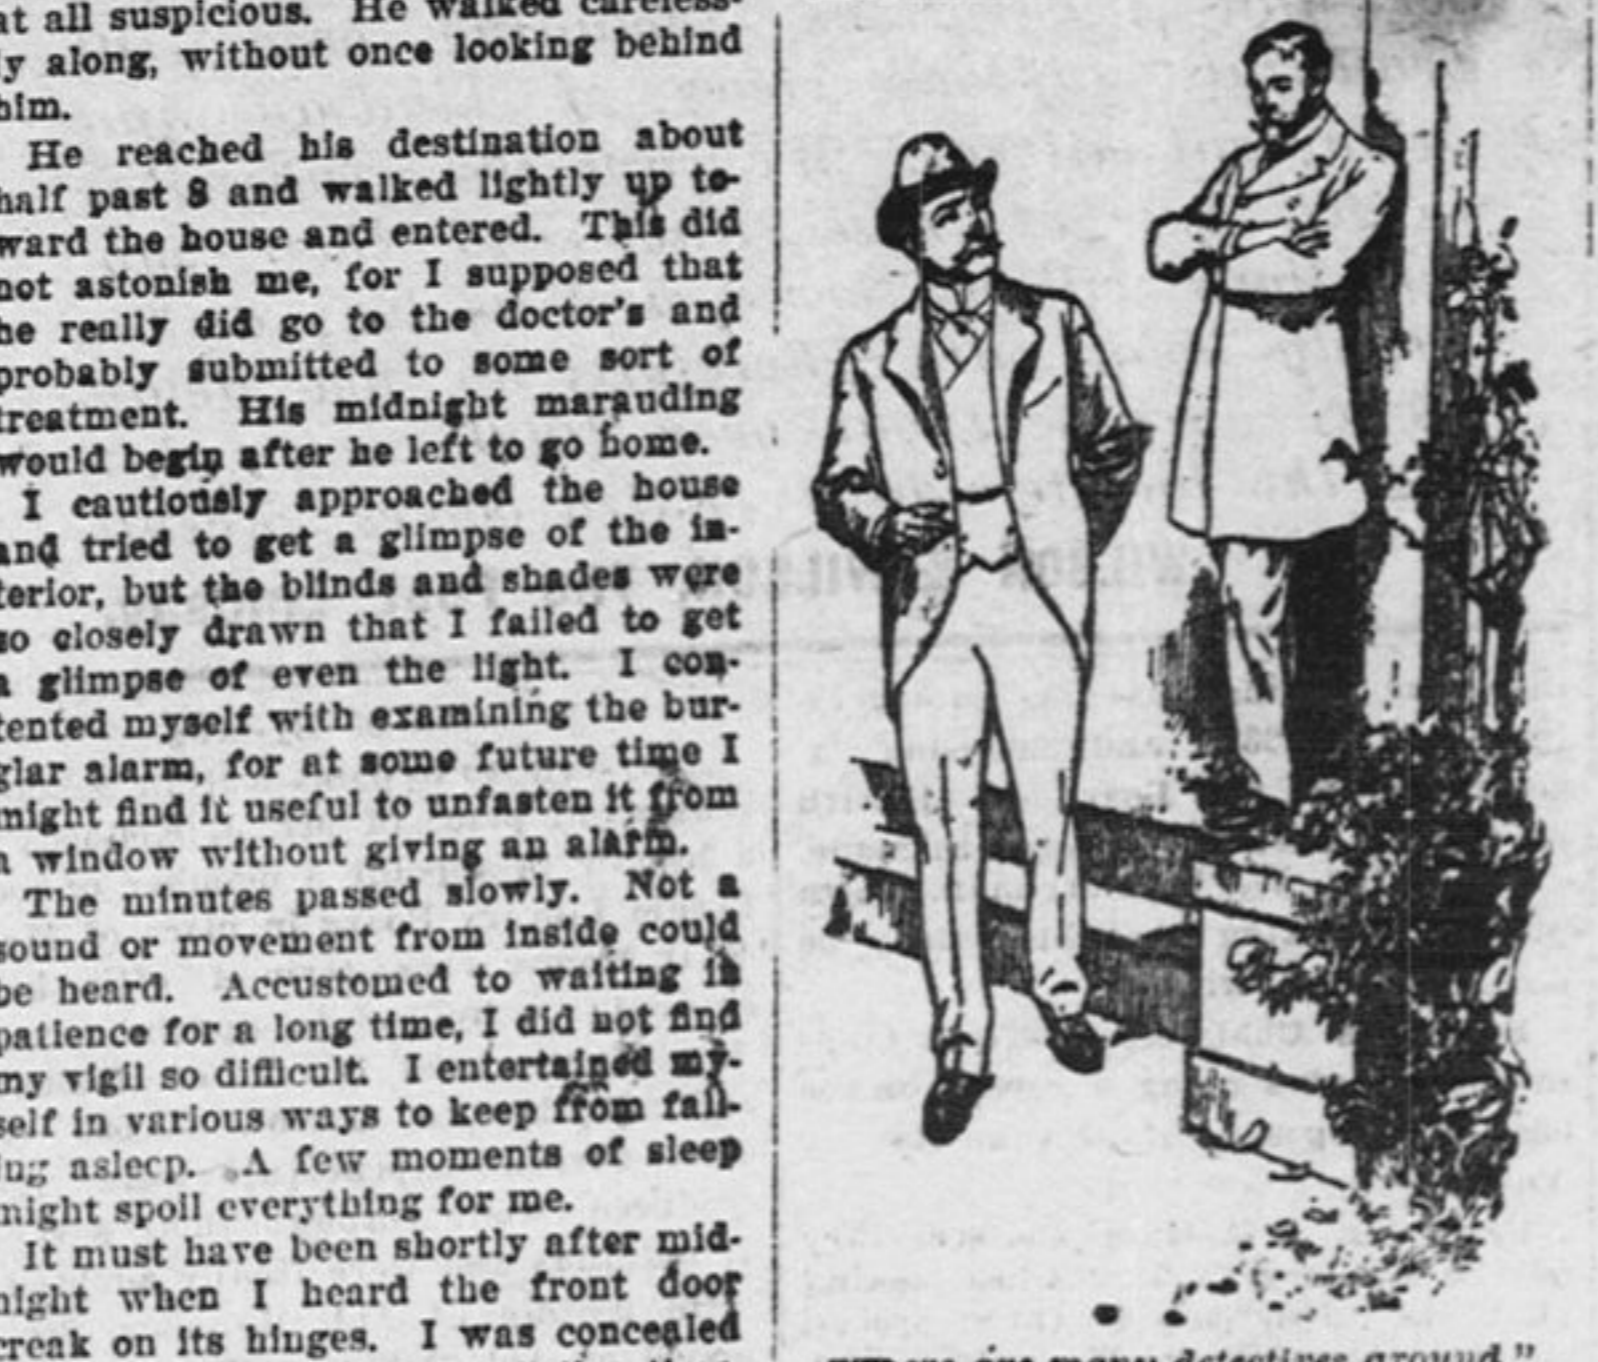 at all suspicious. He walked careless-
ly along, without once looking behind
him.
He reached his destination about
half past 8 and walked lightly up to-
ward the house and entered. This did
not astonish me, for I supposed that
he really did go to the doctor's and
probably submitted to some sort of
treatment. His midnight marauding
would begin after he left to go home.
I cautiously approached the house
and tried to get a glimpse of the in-
terior, but the blinds and shades were
so closely drawn that I failed to get
a glimpse of even the light. I con-
tented myself with examining the bur-
glar alarm, for at some future time I
might find it useful to unfasten it from
a window without giving an alarm.
The minutes passed slowly. Not a
sound or movement from inside could
be heard. Accustomed to waiting in
patience for a long time, I did not find
my vigil so difficult. I entertained my-
self in various ways to keep from fall-
ing asleep. A few moments of sleep
might spoil everything for me.
It must have been shortly after mid-
night when I heard the front door
creak on its hinges. I was concealed
are many detectives around."